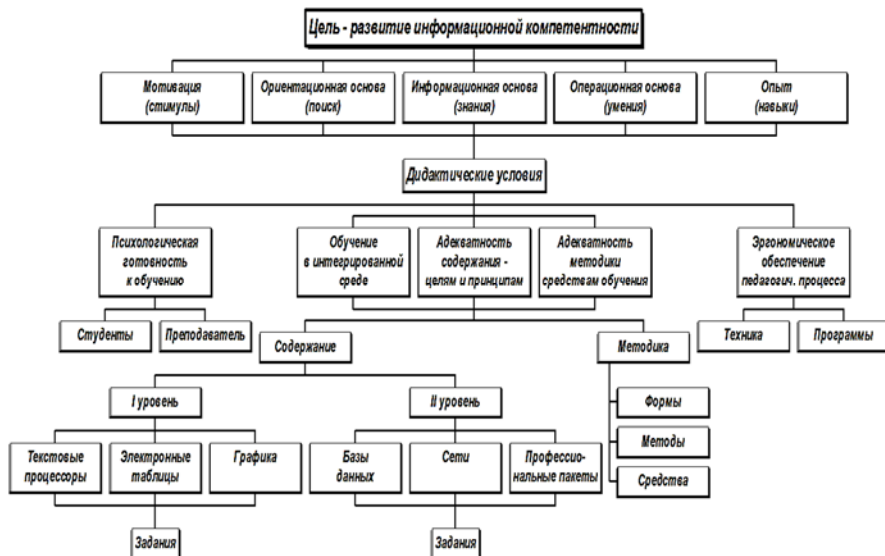 Цель - развитие информационной компетентности
Мотивация
(стимулы)
Ориентационная основа
(поиск)
Информационная основа
(знания)
Операционная основа
(умения)
Опыт
(навыки)
Дидактические условия
Психологическая
готовность
к обучению
Обучение
в интегрированной
среде
Адекватность
содержания -
целям и принципам
Адекватность
методики
средствам обучения
Эргономическое
обеспечение
педагогич. процесса
Студенты
Преподаватель
Техника
Программы
Содержание
Методика
I уровень
II уровень
Формы
Методы
Средства
Текстовые
процессоры
Электронные
таблицы
Графика
Базы
данных
Сети
Профессио-
нальные пакеты
Задания
Задания